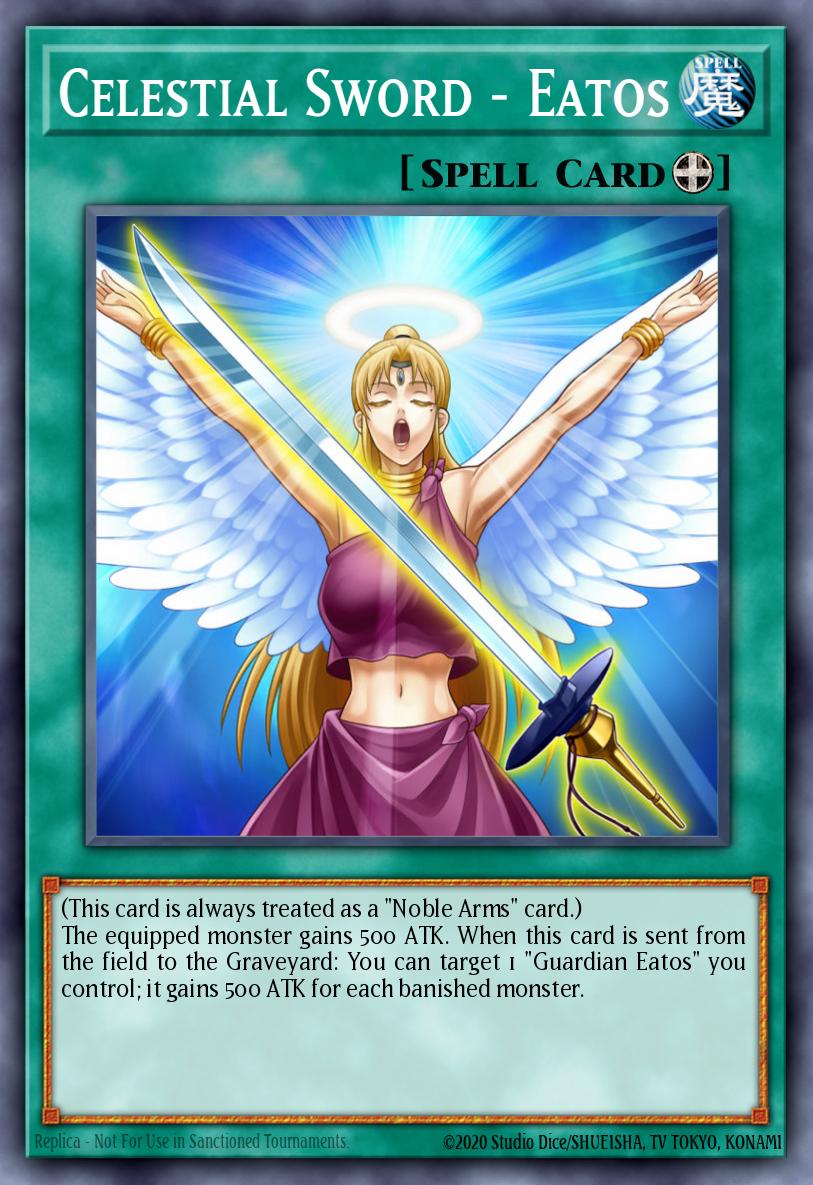 Celestial Sword - Eatos
SPELL
魔
[Spell Card]
(This card is always treated as a "Noble Arms" card.)
The equipped monster gains 500 ATK. When this card is sent from
the field to the Graveyard: You can target 1 "Guardian Eatos" you
control; it gains 500 ATK for each banished monster.
Replica - Not For Use in Sanctioned Tournaments.
©2020 Studio Dice/SHUEISHA, TV TOKYO, KONAMI